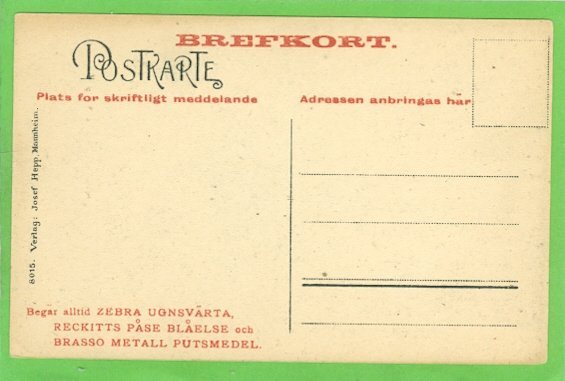 BREFKORT.
POSTKARTE
Plats for skriftligt meddelande
Adressen anbringas här
8015. Verlag: Josef Hepp, Mannheim.
Begär alltid ZEBRA UGNSVÄRTA,
RECKITTS PÅSE BLÅELSE och
BRASSO METALL PUTSMEDEL.